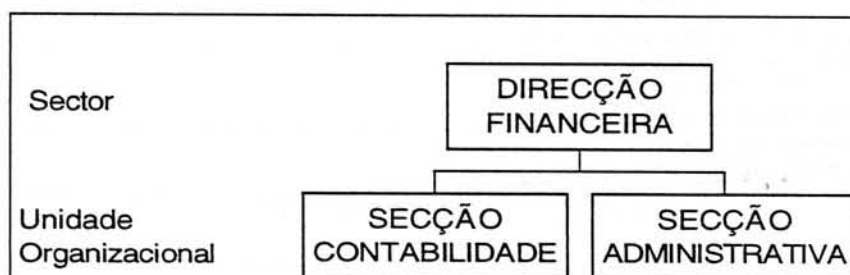 Sector
DIRECÇÃO
FINANCEIRA
Unidade
Organizacional
SECÇÃO
CONTABILIDADE
SECÇÃO
ADMINISTRATIVA